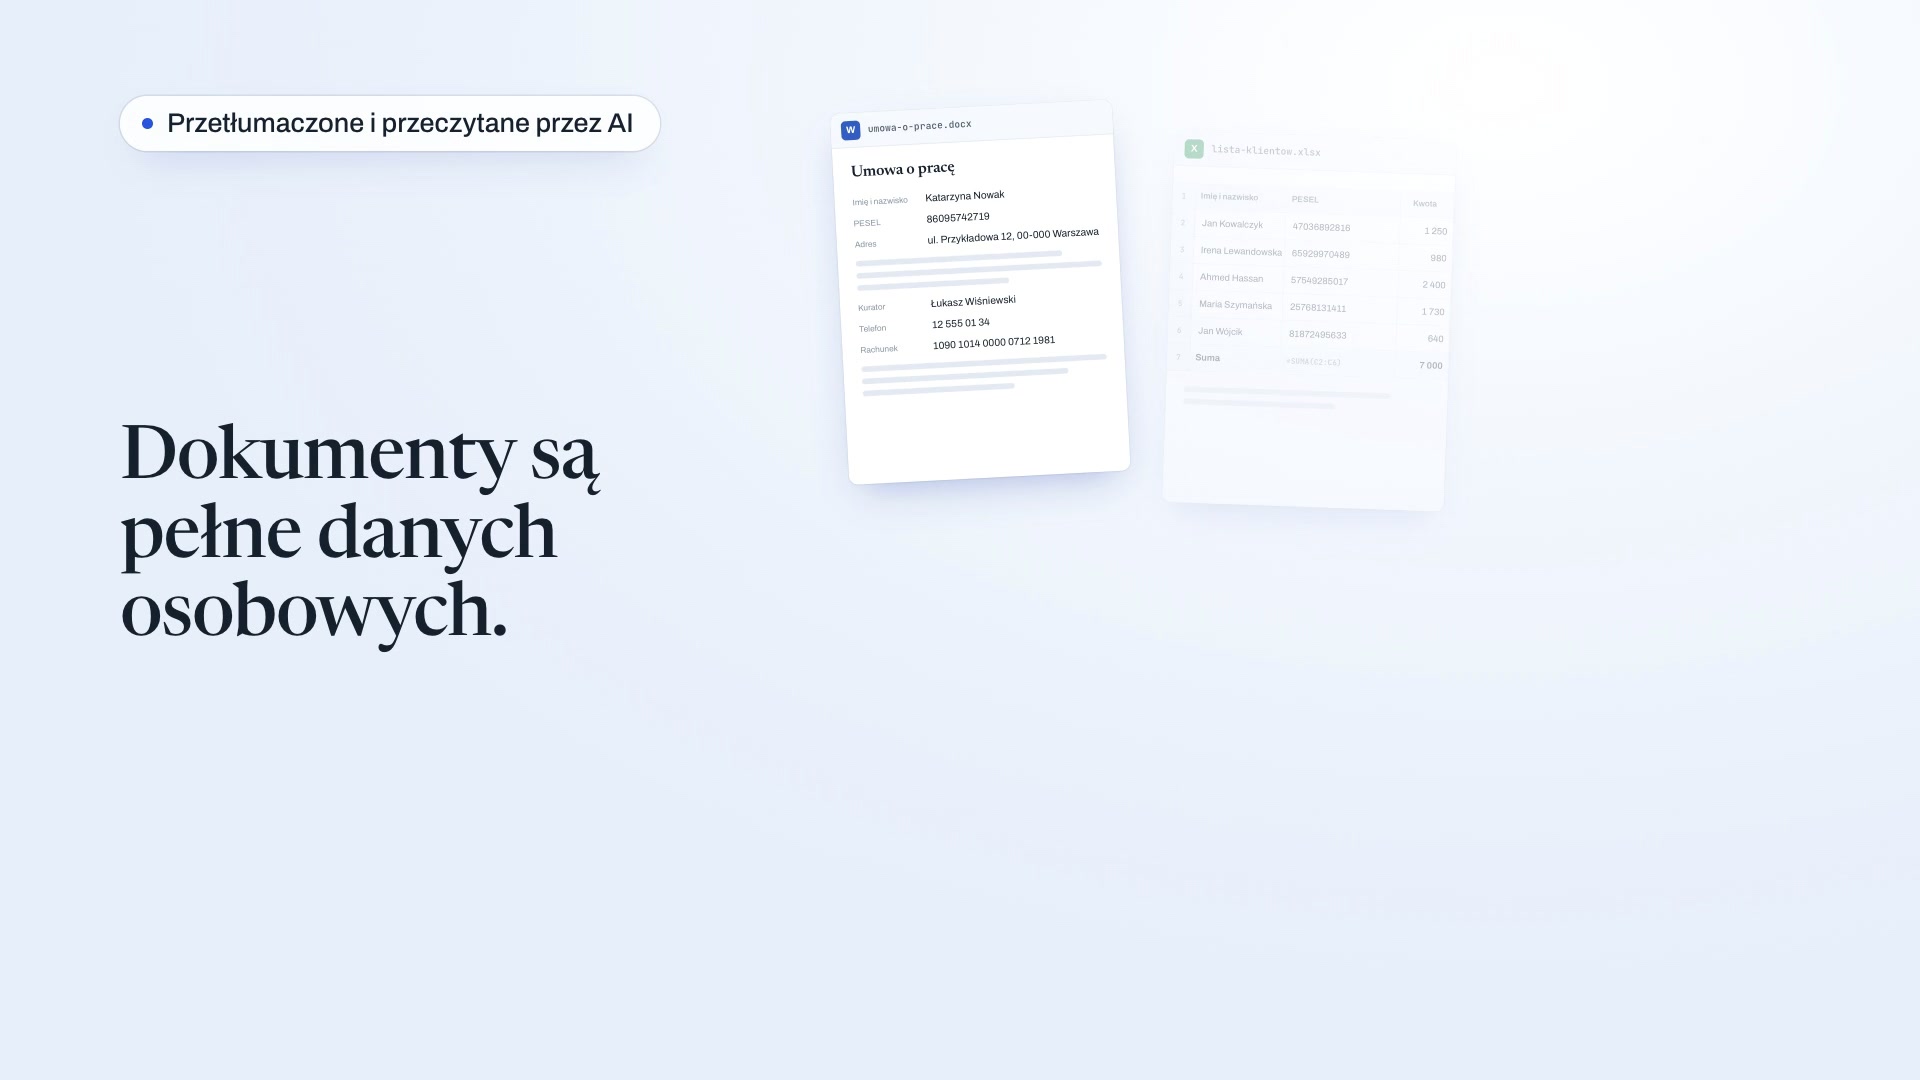 Przetłumaczone i przeczytane przez AI
Dokumenty są
pełne danych
osobowych.
W umowa-o-prace.docx
Umowa o pracę
Imię i nazwisko Katarzyna Nowak
PESEL 86095742719
Adres ul. Przykładowa 12, 00-000 Warszawa
Kurator Łukasz Wiśniewski
Telefon 12 555 01 34
Rachunek 1090 1014 0000 0712 1981
X lista-klientow.xlsx
1 Imię i nazwisko PESEL Kwota
2 Jan Kowalczyk 47036892816 1 250
3 Irena Lewandowska 65929970489 980
4 Ahmed Hassan 57549285017 2 400
5 Maria Szymańska 25768131411 1 730
6 Jan Wójcik 81872495633 640
7 Suma 7 000